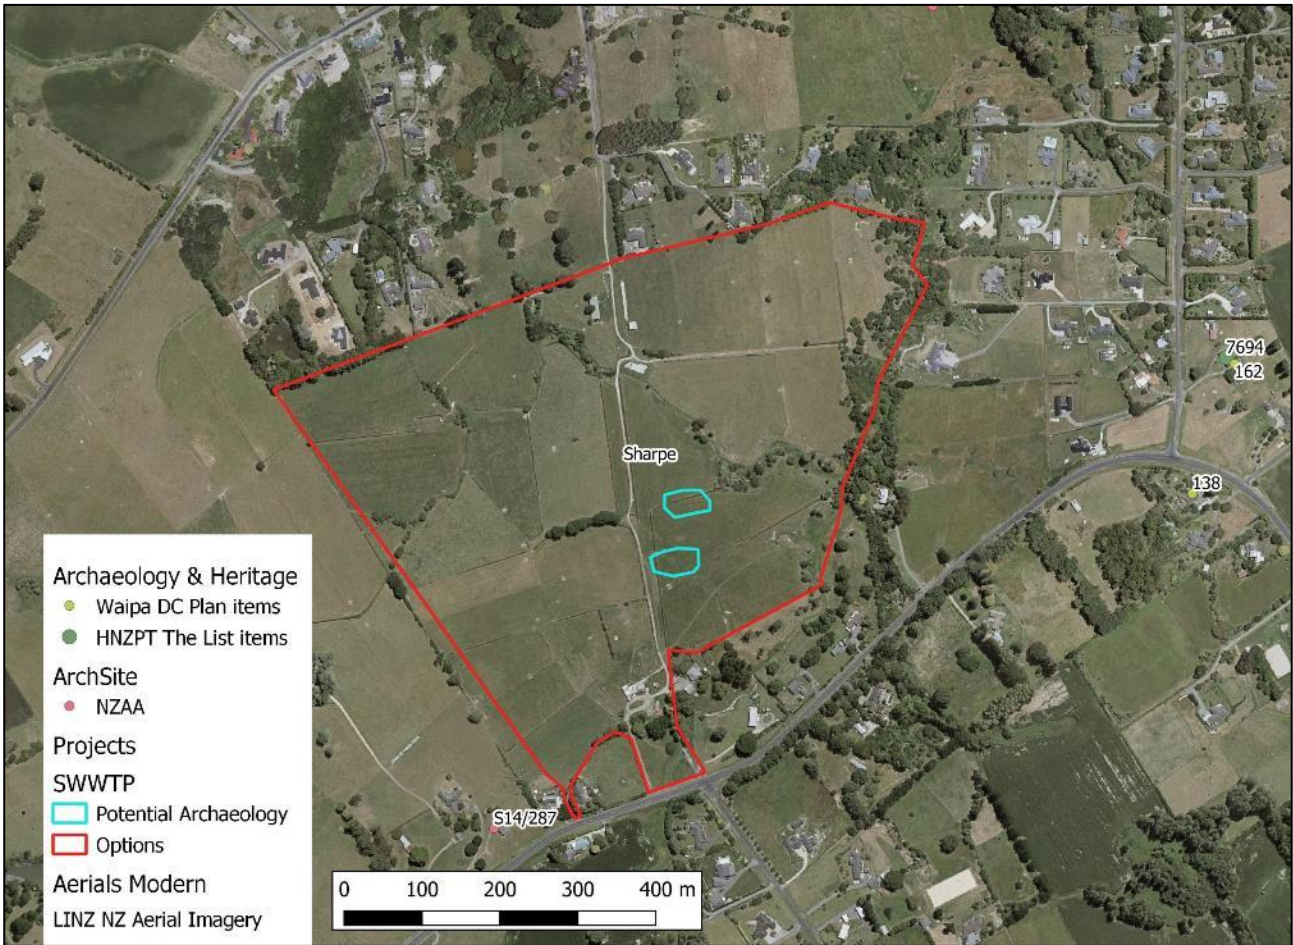 7694
162
Sharpe
138
Archaeology & Heritage
Waipa DC Plan items
HNZPT The List items
ArchSite
NZAA
Projects
SWWTP
Potential Archaeology
Options
Aerials Modern
LINZ NZ Aerial Imagery
S14/287
0 100 200 300 400 m